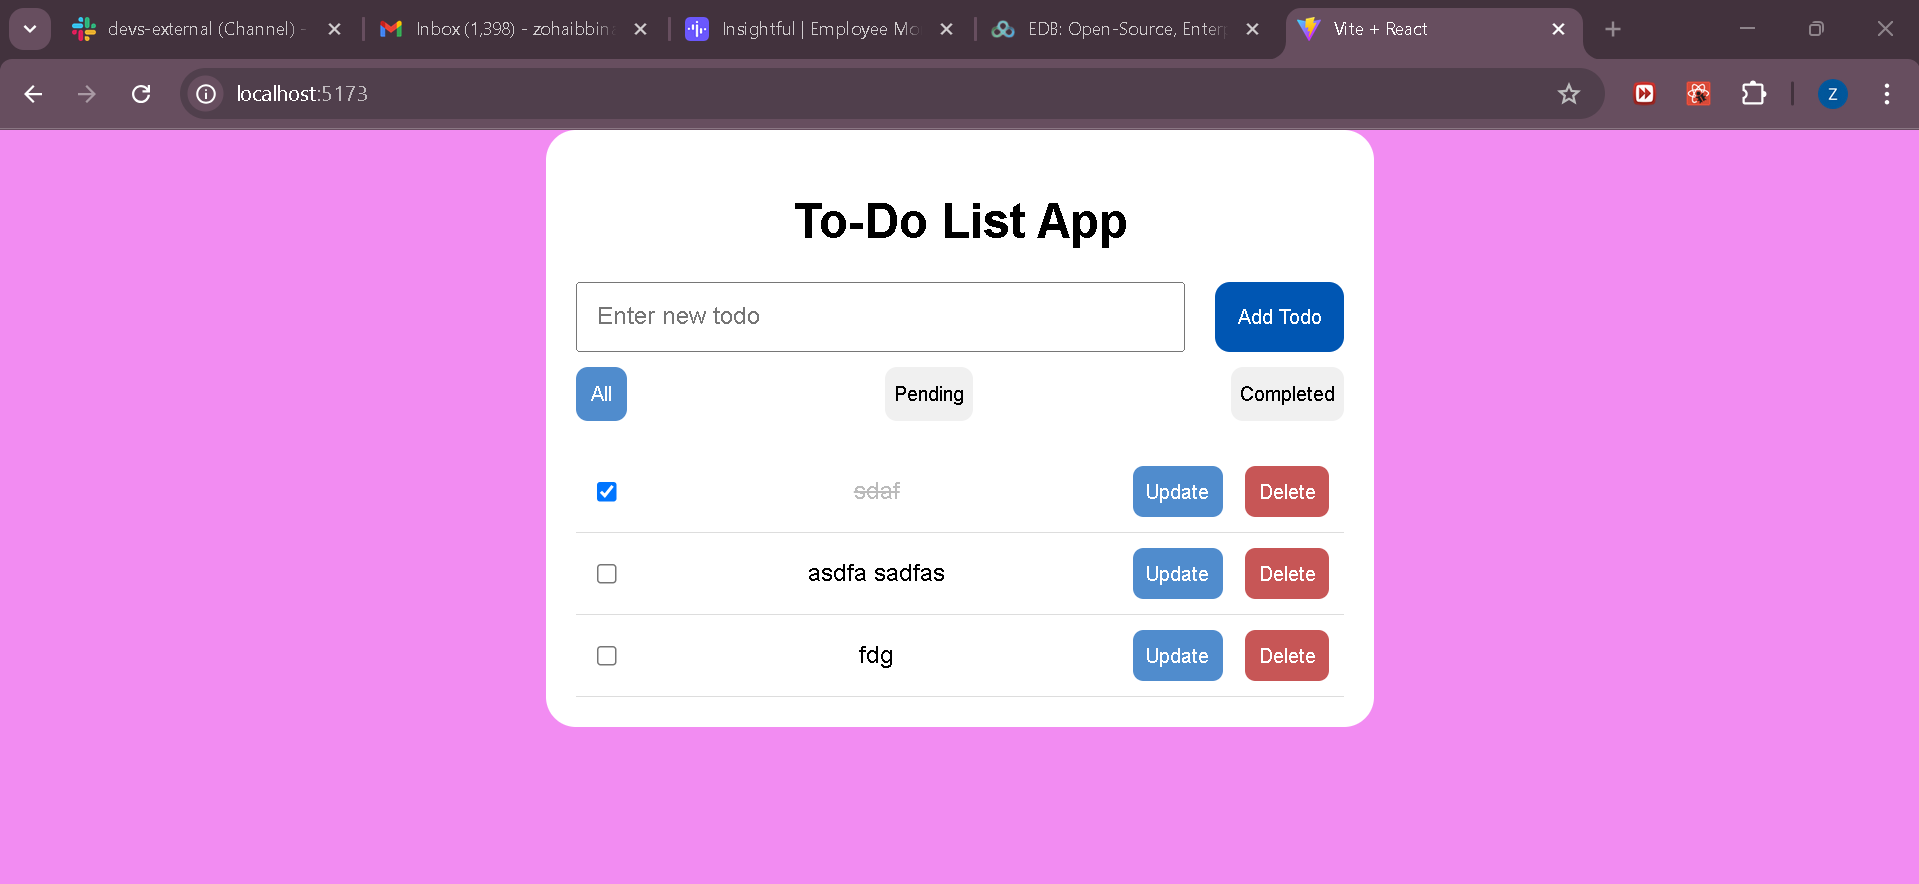 devs-external (Channel) -
Inbox (1,398) - zohaibbin
Insightful | Employee Mo
EDB: Open-Source, Enter
Vite + React
localhost:5173
Z
To-Do List App
Enter new todo
Add Todo
All
Pending
Completed
sdaf
Update
Delete
asdfa sadfas
Update
Delete
fdg
Update
Delete